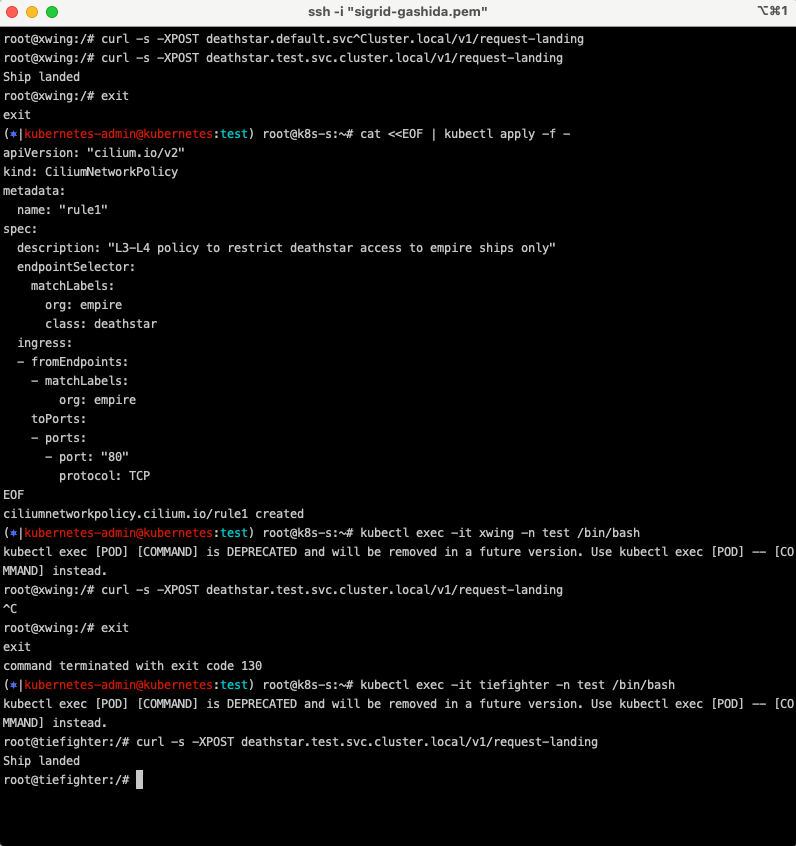 ssh -i "sigrid-gashida.pem"
⌥⌘1
root@xwing:/# curl -s -XPOST deathstar.default.svc^Cluster.local/v1/request-landing
root@xwing:/# curl -s -XPOST deathstar.test.svc.cluster.local/v1/request-landing
Ship landed
root@xwing:/# exit
exit
(⎈|kubernetes-admin@kubernetes:test) root@k8s-s:~# cat <<EOF | kubectl apply -f -
apiVersion: "cilium.io/v2"
kind: CiliumNetworkPolicy
metadata:
  name: "rule1"
spec:
  description: "L3-L4 policy to restrict deathstar access to empire ships only"
  endpointSelector:
    matchLabels:
      org: empire
      class: deathstar
  ingress:
  - fromEndpoints:
    - matchLabels:
        org: empire
    toPorts:
    - ports:
      - port: "80"
        protocol: TCP
EOF
ciliumnetworkpolicy.cilium.io/rule1 created
(⎈|kubernetes-admin@kubernetes:test) root@k8s-s:~# kubectl exec -it xwing -n test /bin/bash
kubectl exec [POD] [COMMAND] is DEPRECATED and will be removed in a future version. Use kubectl exec [POD] -- [CO
MMAND] instead.
root@xwing:/# curl -s -XPOST deathstar.test.svc.cluster.local/v1/request-landing
^C
root@xwing:/# exit
exit
command terminated with exit code 130
(⎈|kubernetes-admin@kubernetes:test) root@k8s-s:~# kubectl exec -it tiefighter -n test /bin/bash
kubectl exec [POD] [COMMAND] is DEPRECATED and will be removed in a future version. Use kubectl exec [POD] -- [CO
MMAND] instead.
root@tiefighter:/# curl -s -XPOST deathstar.test.svc.cluster.local/v1/request-landing
Ship landed
root@tiefighter:/#